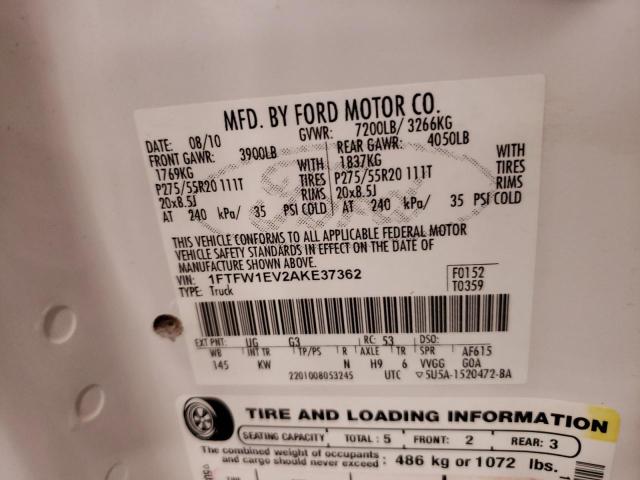 MFD. BY FORD MOTOR CO.
DATE: 08/10 GVWR: 7200LB/ 3266KG
FRONT GAWR: 3900LB REAR GAWR: 4050LB
1769KG WITH 1837KG WITH
P275/55R20 111T TIRES P275/55R20 111T TIRES
20x8.5J RIMS 20x8.5J RIMS
AT 240 kPa/ 35 PSI COLD AT 240 kPa/ 35 PSI COLD
THIS VEHICLE CONFORMS TO ALL APPLICABLE FEDERAL MOTOR
VEHICLE SAFETY STANDARDS IN EFFECT ON THE DATE OF
MANUFACTURE SHOWN ABOVE.
VIN: 1FTFW1EV2AKE37362 F0152
TYPE: Truck T0359
EXT PNT: UG G3 RC: 53 DSO:
WB INT TR TP/PS R AXLE TR SPR AF615
145 KW N H9 6 VVGG G0A
2201008053245 UTC ▽5U5A-1520472-BA
TIRE AND LOADING INFORMATION
SEATING CAPACITY TOTAL: 5 FRONT: 2 REAR: 3
The combined weight of occupants
and cargo should never exceed: 486 kg or 1072 lbs.